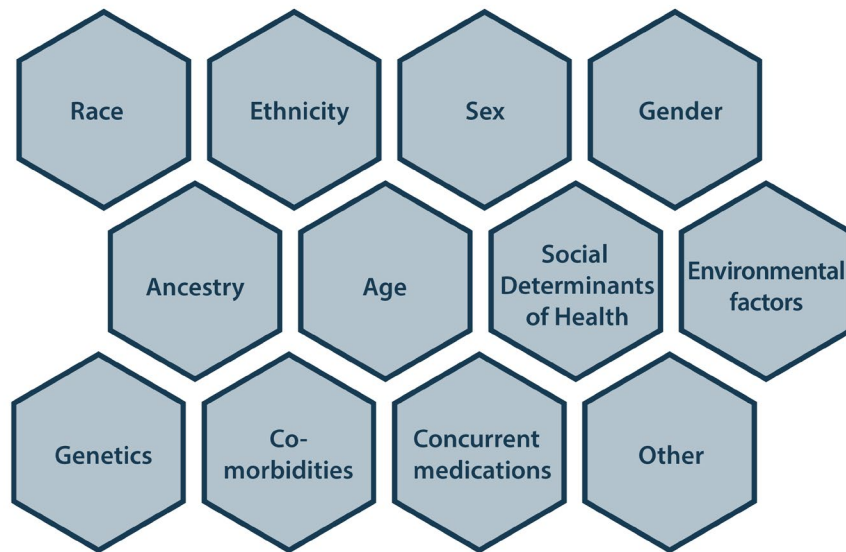 Race
Ethnicity
Sex
Gender
Ancestry
Age
Social
Determinants
of Health
Environmental
factors
Genetics
Co-
morbidities
Concurrent
medications
Other